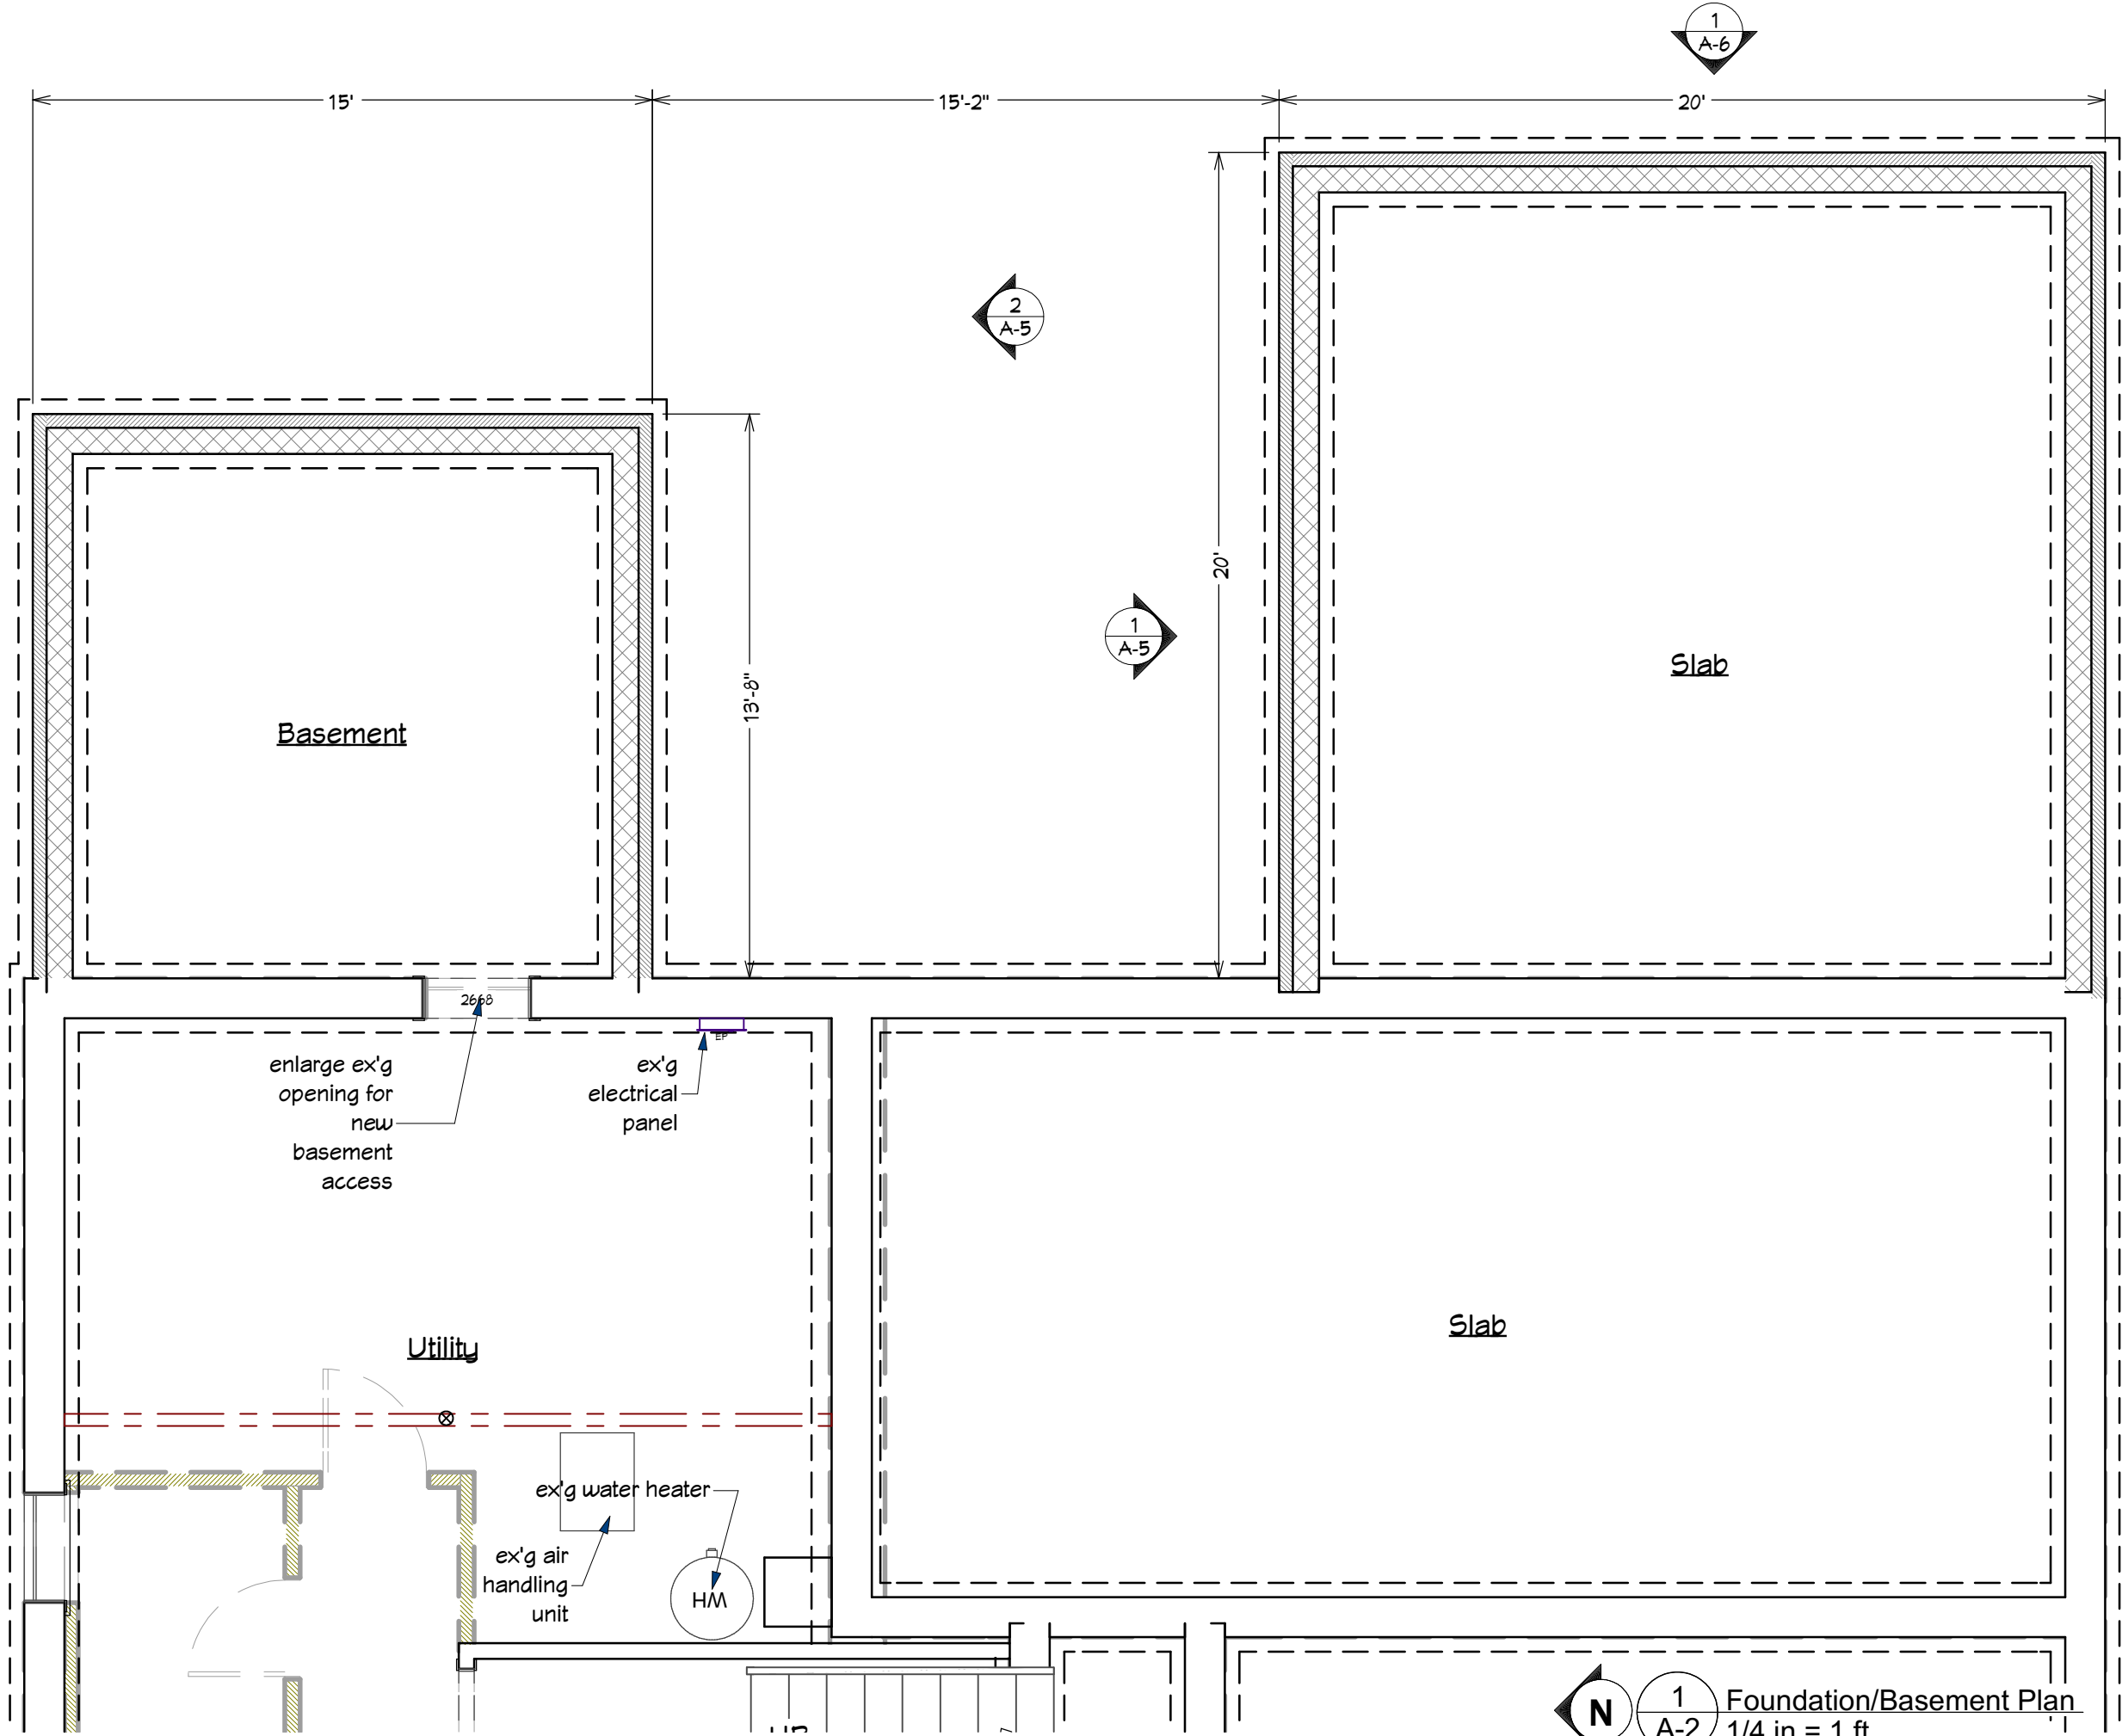 1
A-6
15'
15'-2"
20'
2
A-5
20'
1
A-5
13'-8"
Slab
Basement
2668
EP
enlarge ex'g
opening for
new
basement
access
ex'g
electrical
panel
Slab
Utility
ex'g water heater
ex'g air
handling
unit
WH
N
1
A-2
Foundation/Basement Plan
1/4 in = 1 ft